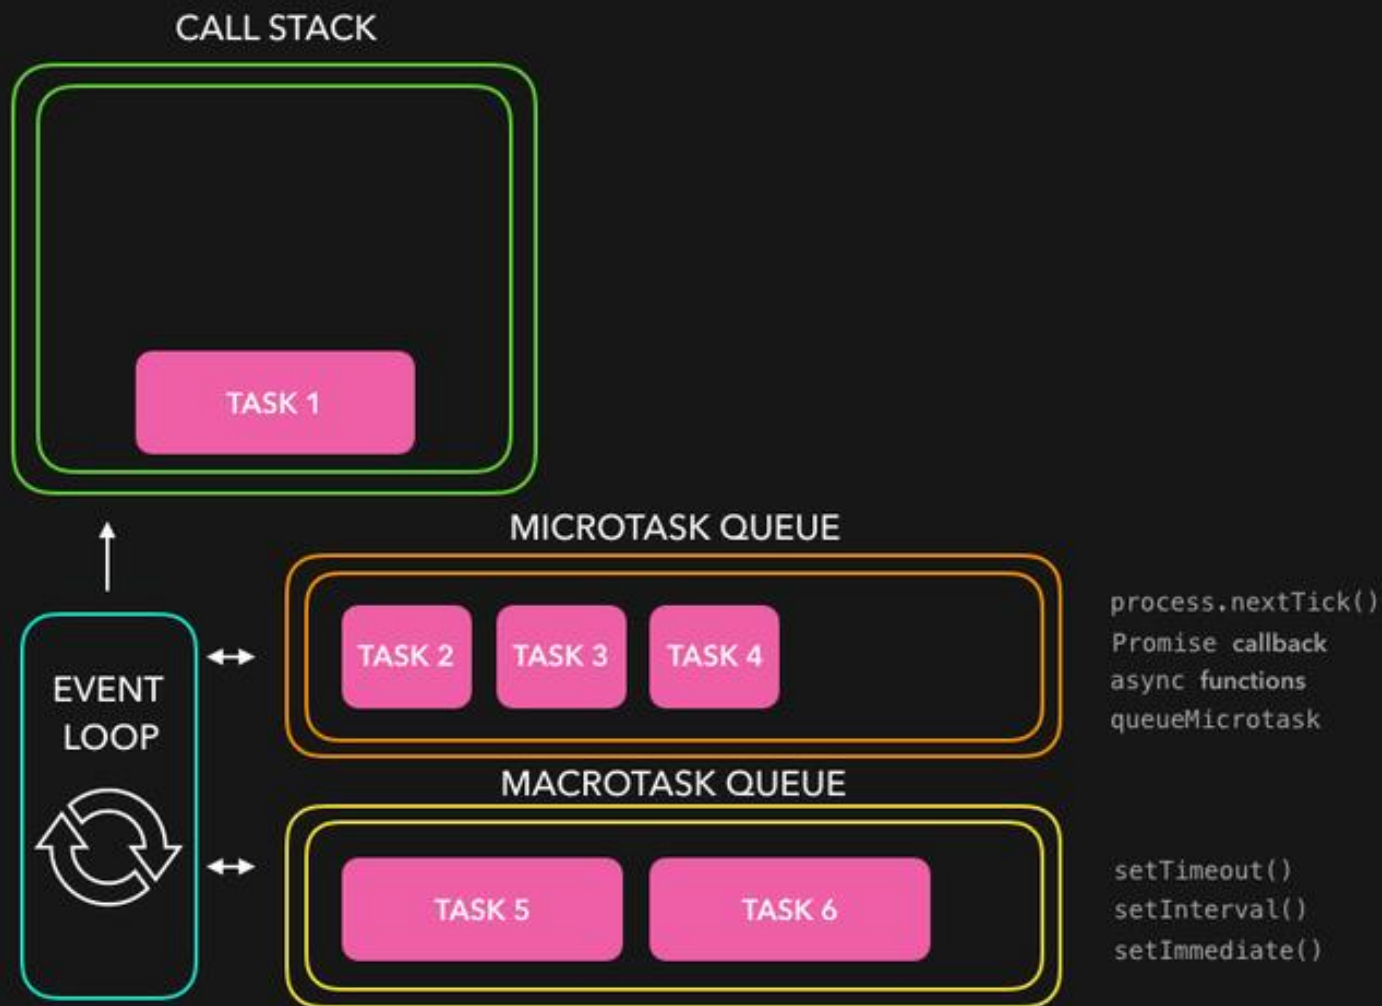 CALL STACK
TASK 1
MICROTASK QUEUE
TASK 2
TASK 3
TASK 4
process.nextTick()
Promise callback
async functions
queueMicrotask
EVENT
LOOP
MACROTASK QUEUE
TASK 5
TASK 6
setTimeout()
setInterval()
setImmediate()